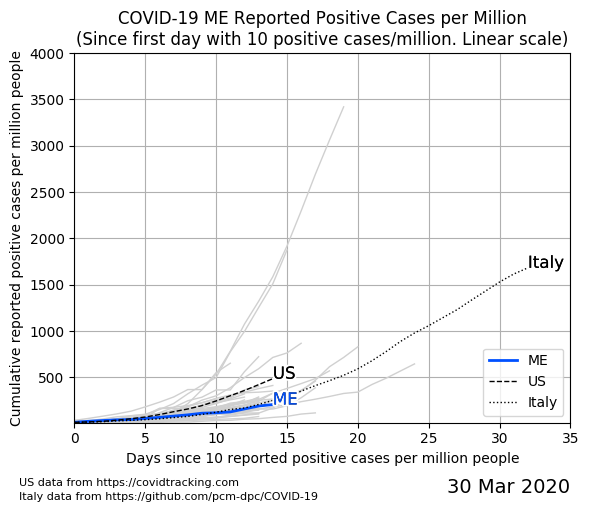 COVID-19 ME Reported Positive Cases per Million
(Since first day with 10 positive cases/million. Linear scale)
Cumulative reported positive cases per million people
4000
3500
3000
2500
2000
1500
1000
500
Italy
US
ME
ME
US
Italy
0 5 10 15 20 25 30 35
Days since 10 reported positive cases per million people
US data from https://covidtracking.com
Italy data from https://github.com/pcm-dpc/COVID-19
30 Mar 2020